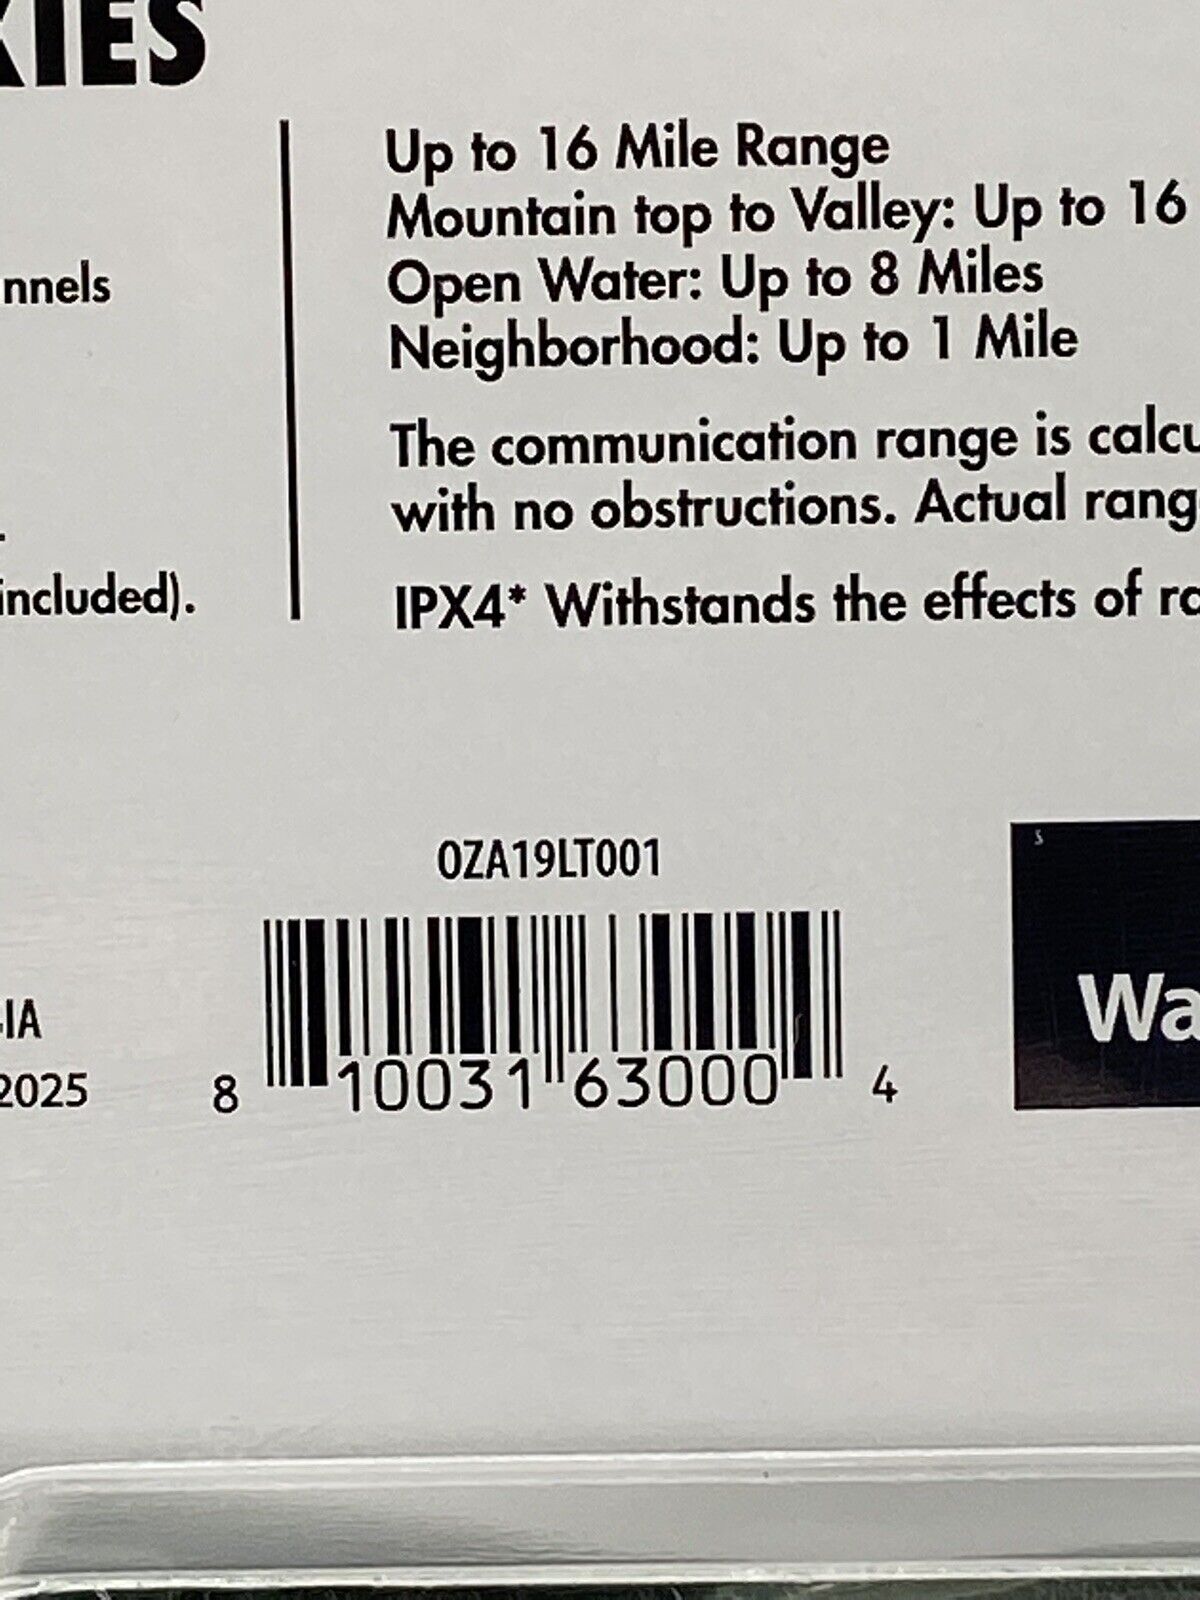 KIES
nnels
included).
Up to 16 Mile Range
Mountain top to Valley: Up to 16
Open Water: Up to 8 Miles
Neighborhood: Up to 1 Mile
The communication range is calcu
with no obstructions. Actual rang
IPX4* Withstands the effects of ra
IA
2025
OZA19LT001
8 10031 63000 4
s
Wa